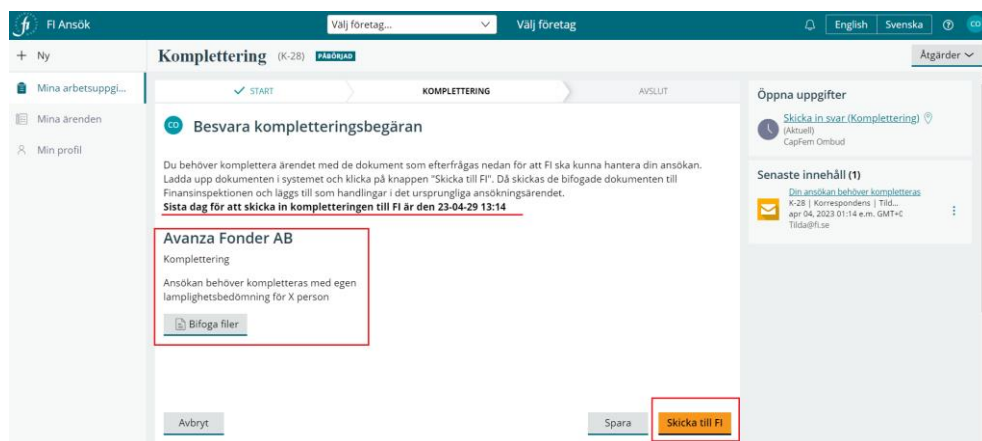 fi FI Ansök
Välj företag...
Välj företag
English Svenska
CO
+ Ny
Mina arbetsuppgi...
Mina ärenden
Min profil
Komplettering (K-28) PÅBÖRJAD
Åtgärder
START
KOMPLETTERING
AVSLUT
CO Besvara kompletteringsbegäran
Du behöver komplettera ärendet med de dokument som efterfrågas nedan för att FI ska kunna hantera din ansökan.
Ladda upp dokumenten i systemet och klicka på knappen "Skicka till FI". Då skickas de bifogade dokumenten till
Finansinspektionen och läggs till som handlingar i det ursprungliga ansökningsärendet.
Sista dag för att skicka in kompletteringen till FI är den 23-04-29 13:14
Avanza Fonder AB
Komplettering
Ansökan behöver kompletteras med egen
lamplighetsbedömning för X person
Bifoga filer
Avbryt
Spara
Skicka till FI
Öppna uppgifter
Skicka in svar (Komplettering)
(Aktuell)
CapFem Ombud
Senaste innehåll (1)
Din ansökan behöver kompletteras
K-28 | Korrespondens | Tild...
apr 04, 2023 01:14 e.m. GMT+C
Tilda@fi.se